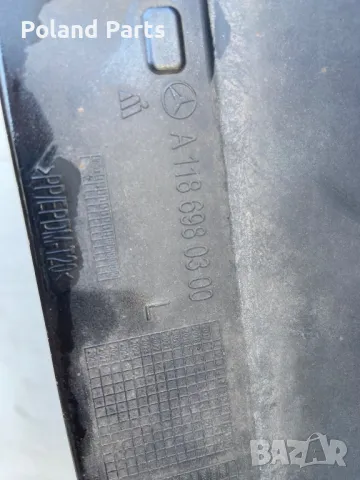 Poland Parts
A 118 698 03 00
>PP/EPDM-T20<
L
BAZAR
bg